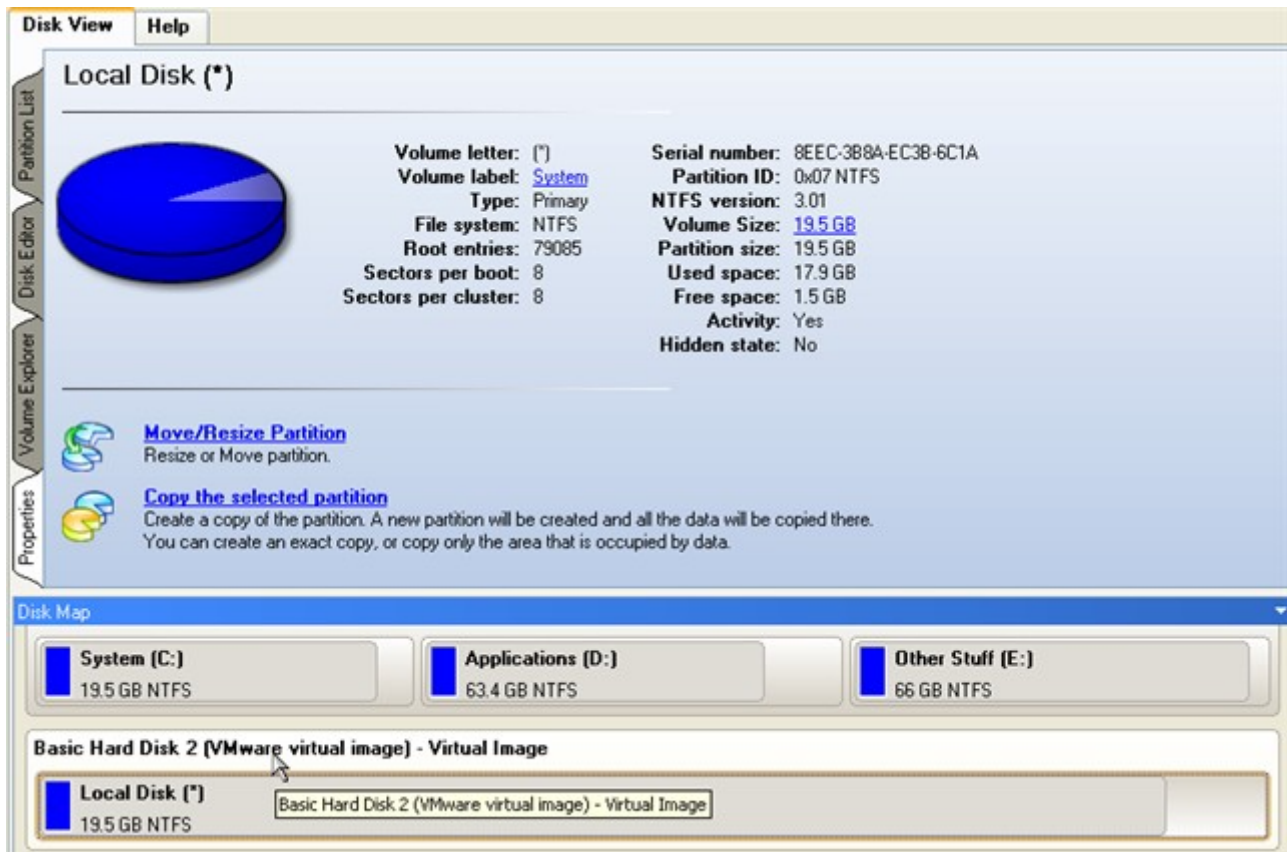 Disk View Help
Partition List
Disk Editor
Volume Explorer
Properties
Local Disk (*)
Volume letter: (*)
Volume label: System
Type: Primary
File system: NTFS
Root entries: 79085
Sectors per boot: 8
Sectors per cluster: 8
Serial number: 8EEC-3B8A-EC3B-6C1A
Partition ID: 0x07 NTFS
NTFS version: 3.01
Volume Size: 19.5 GB
Partition size: 19.5 GB
Used space: 17.9 GB
Free space: 1.5 GB
Activity: Yes
Hidden state: No
Move/Resize Partition
Resize or Move partition.
Copy the selected partition
Create a copy of the partition. A new partition will be created and all the data will be copied there.
You can create an exact copy, or copy only the area that is occupied by data.
Disk Map
System (C:)
19.5 GB NTFS
Applications (D:)
63.4 GB NTFS
Other Stuff (E:)
66 GB NTFS
Basic Hard Disk 2 (VMware virtual image) - Virtual Image
Local Disk (*)
19.5 GB NTFS
Basic Hard Disk 2 (VMware virtual image) - Virtual Image